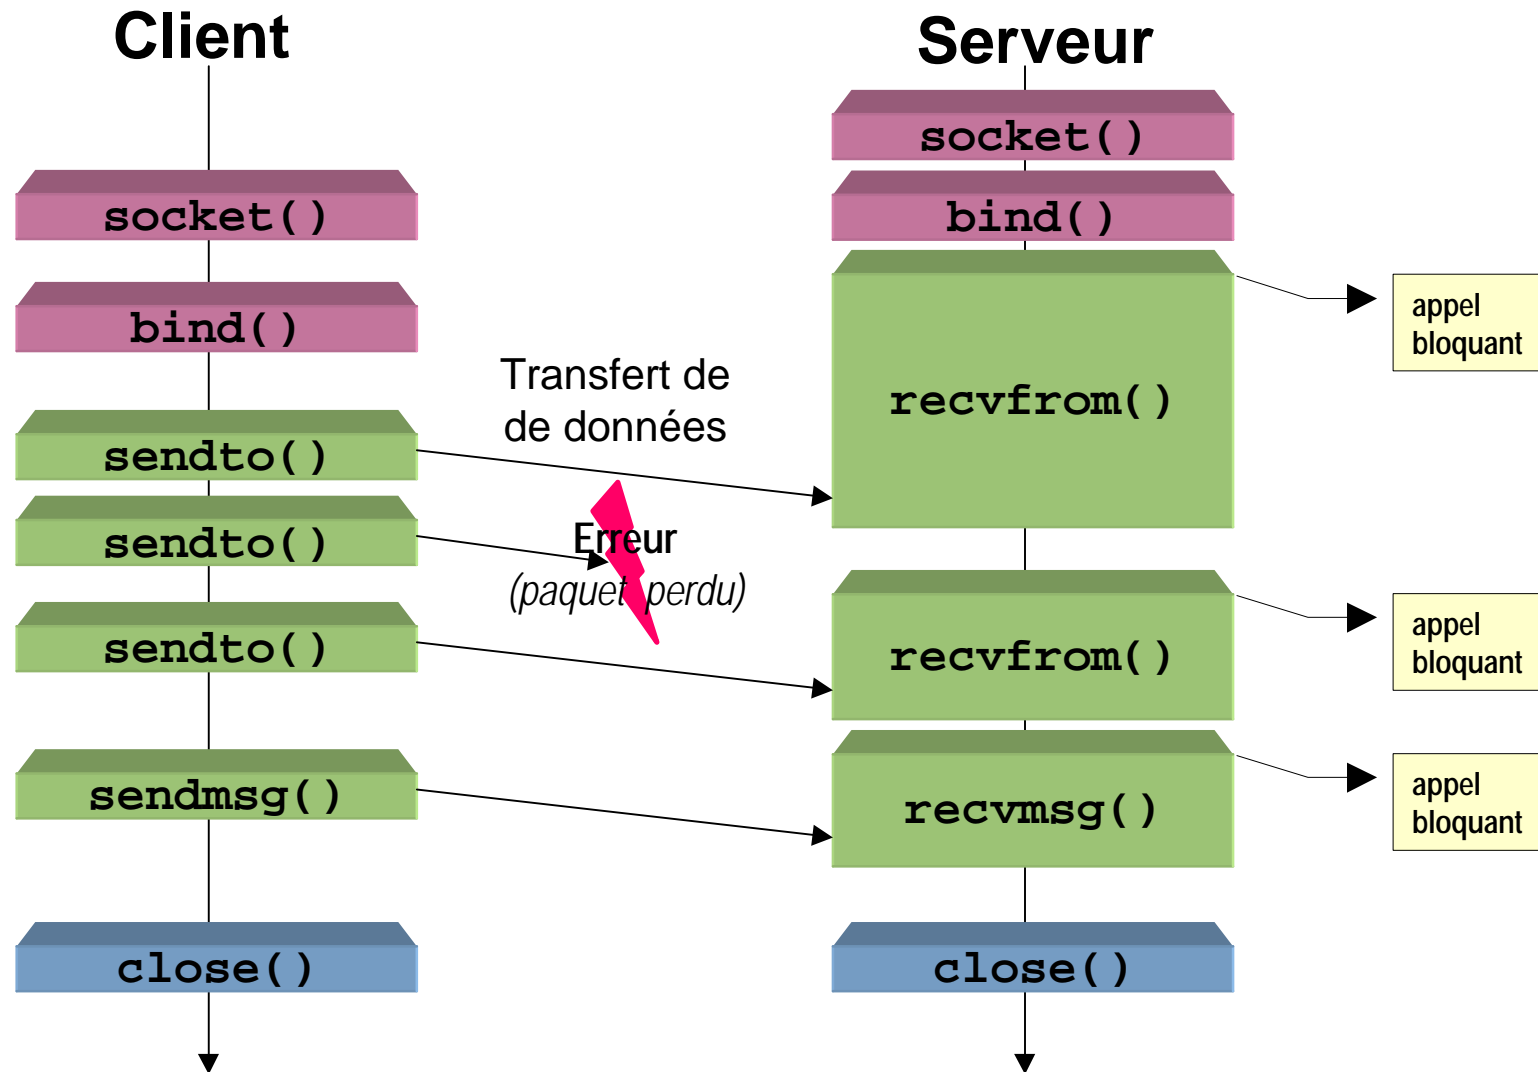 Client
Serveur
socket()
socket()
bind()
bind()
recvfrom()
appel
bloquant
Transfert de
de données
sendto()
sendto()
Erreur
(paquet perdu)
sendto()
recvfrom()
appel
bloquant
sendmsg()
recvmsg()
appel
bloquant
close()
close()